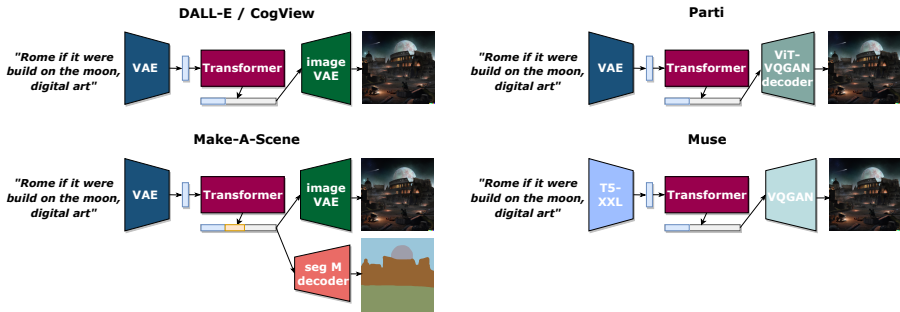 DALL-E / CogView
"Rome if it were
build on the moon,
digital art"
VAE
Transformer
image
VAE
Parti
"Rome if it were
build on the moon,
digital art"
VAE
Transformer
ViT-
VQGAN
decoder
Make-A-Scene
"Rome if it were
build on the moon,
digital art"
VAE
Transformer
image
VAE
seg M
decoder
Muse
"Rome if it were
build on the moon,
digital art"
T5-
XXL
Transformer
VQGAN